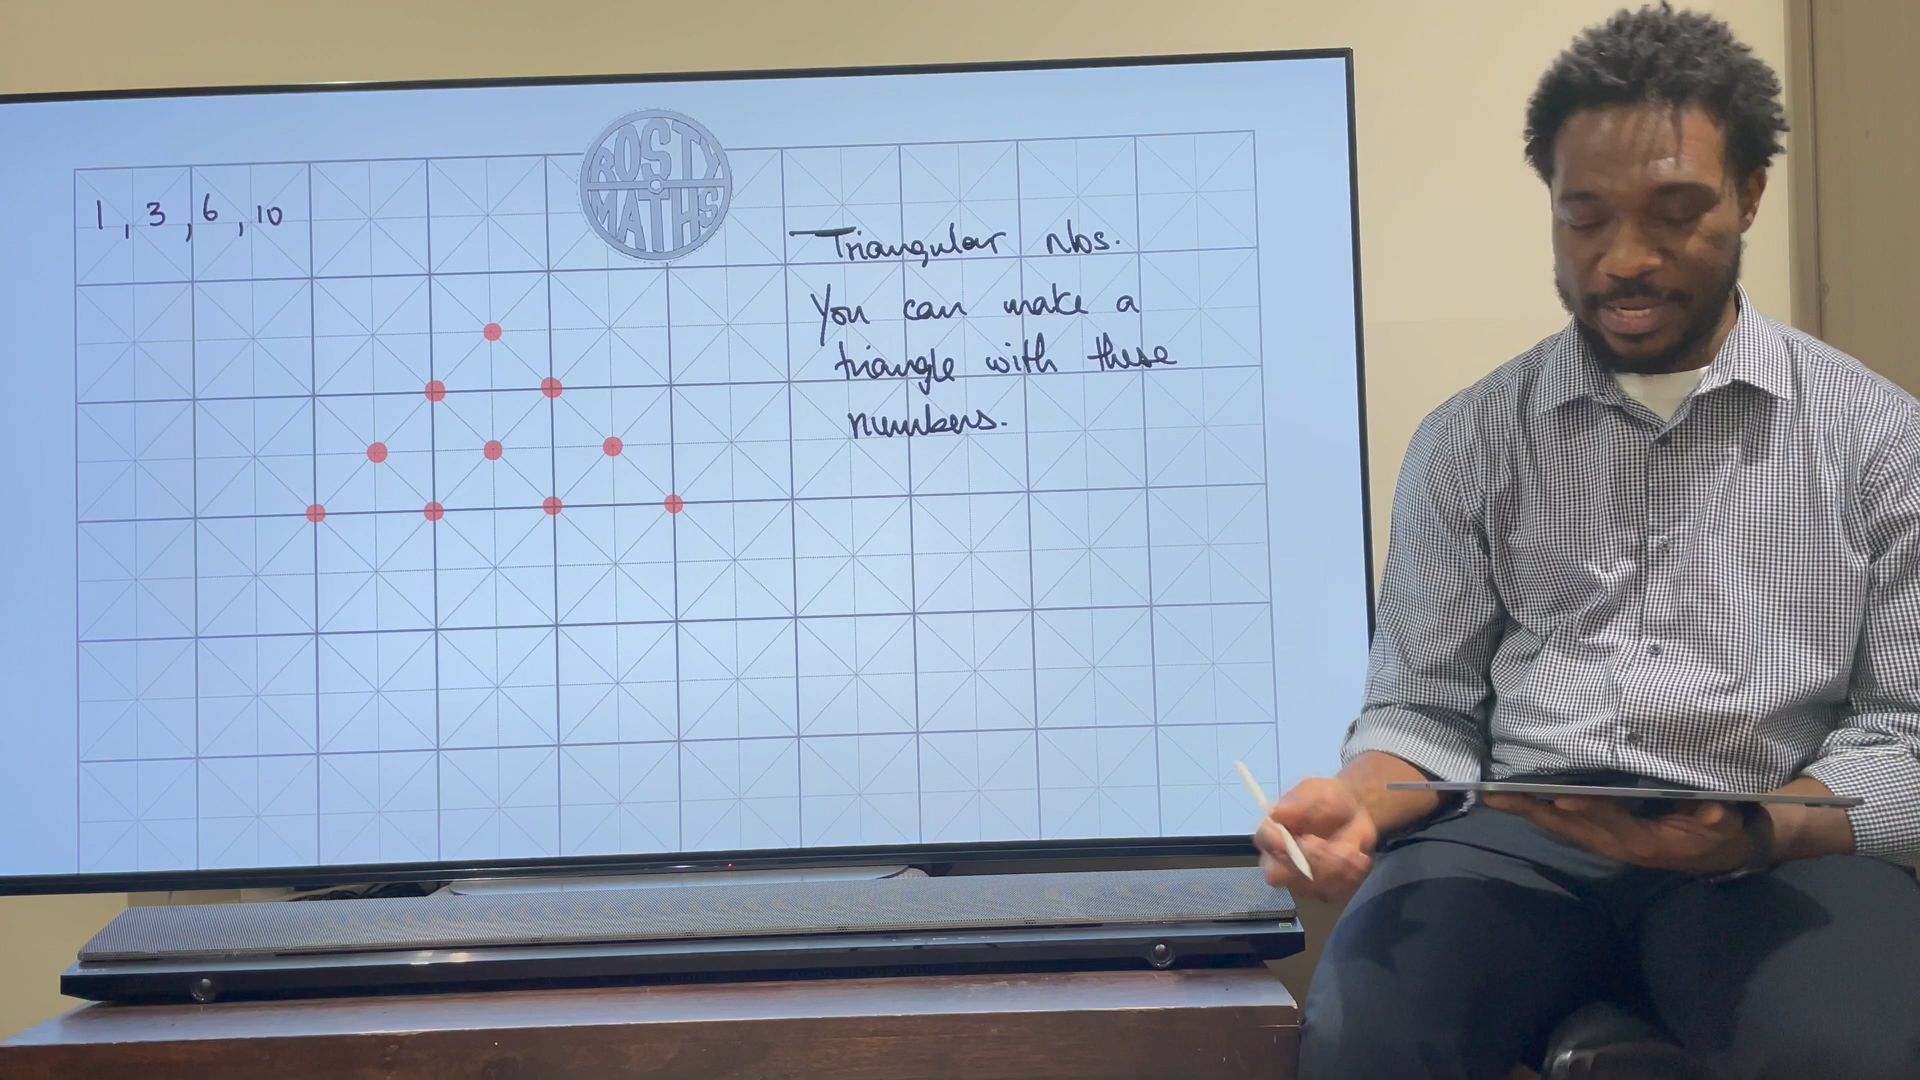 1, 3, 6, 10
ROSTY
MATHS
Triangular nbs.
You can make a
triangle with these
numbers.